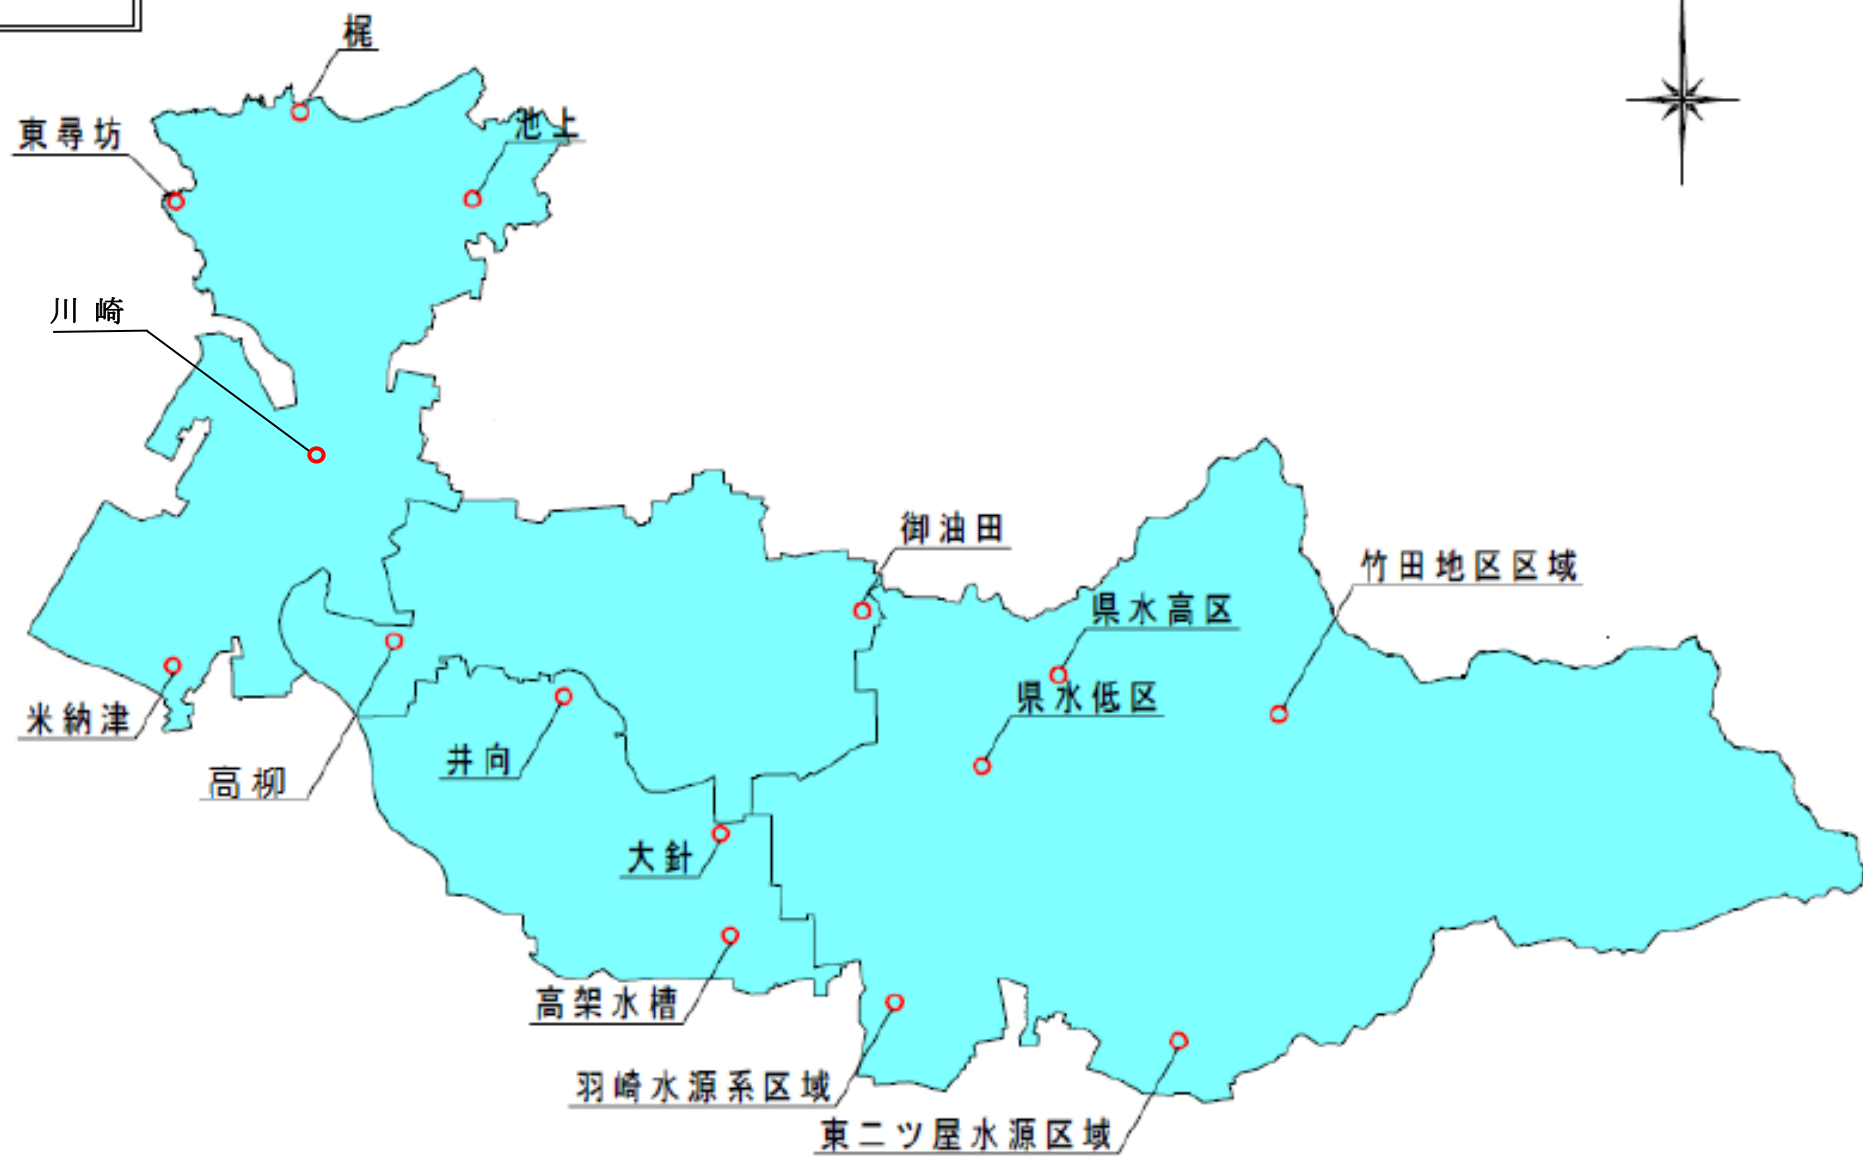 梶
池上
東尋坊
川崎
御油田
竹田地区区域
県水高区
県水低区
米納津
井向
高柳
大針
高架水槽
羽崎水源系区域
東二ツ屋水源区域